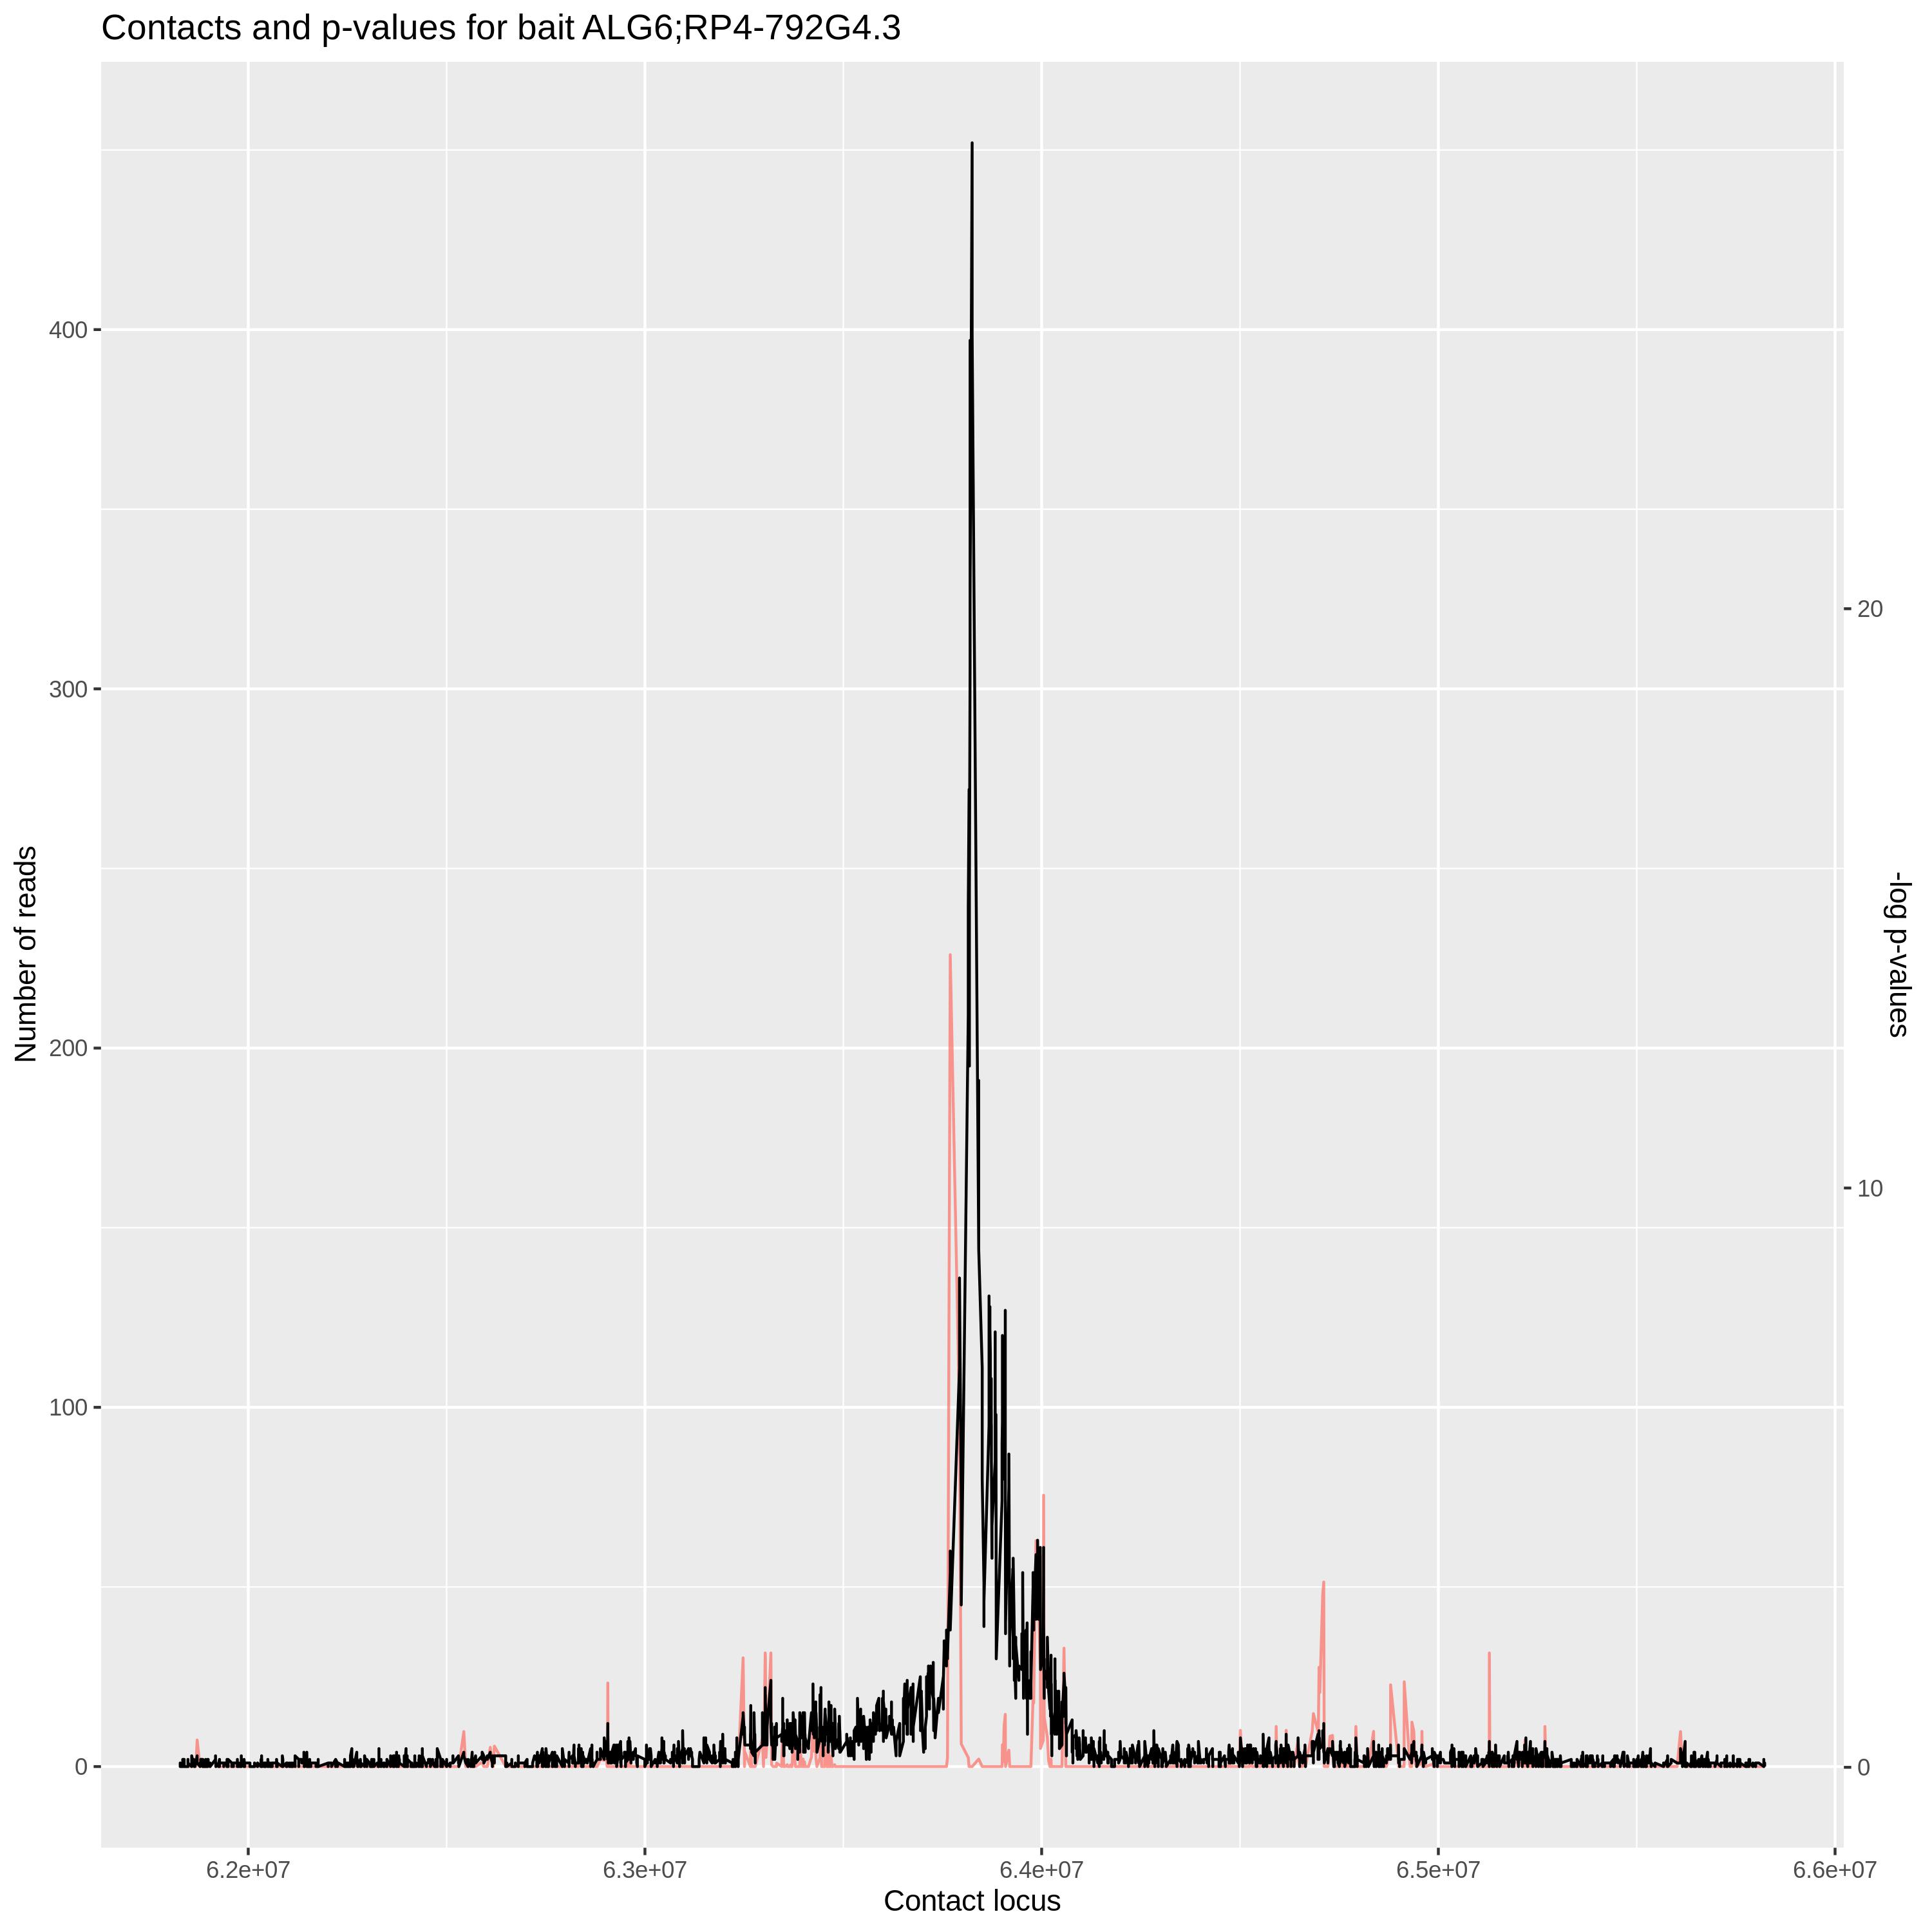 Contacts and p-values for bait ALG6;RP4-792G4.3
Number of reads
400
300
200
100
0
20
10
0
-log p-values
6.2e+07
6.3e+07
6.4e+07
6.5e+07
6.6e+07
Contact locus